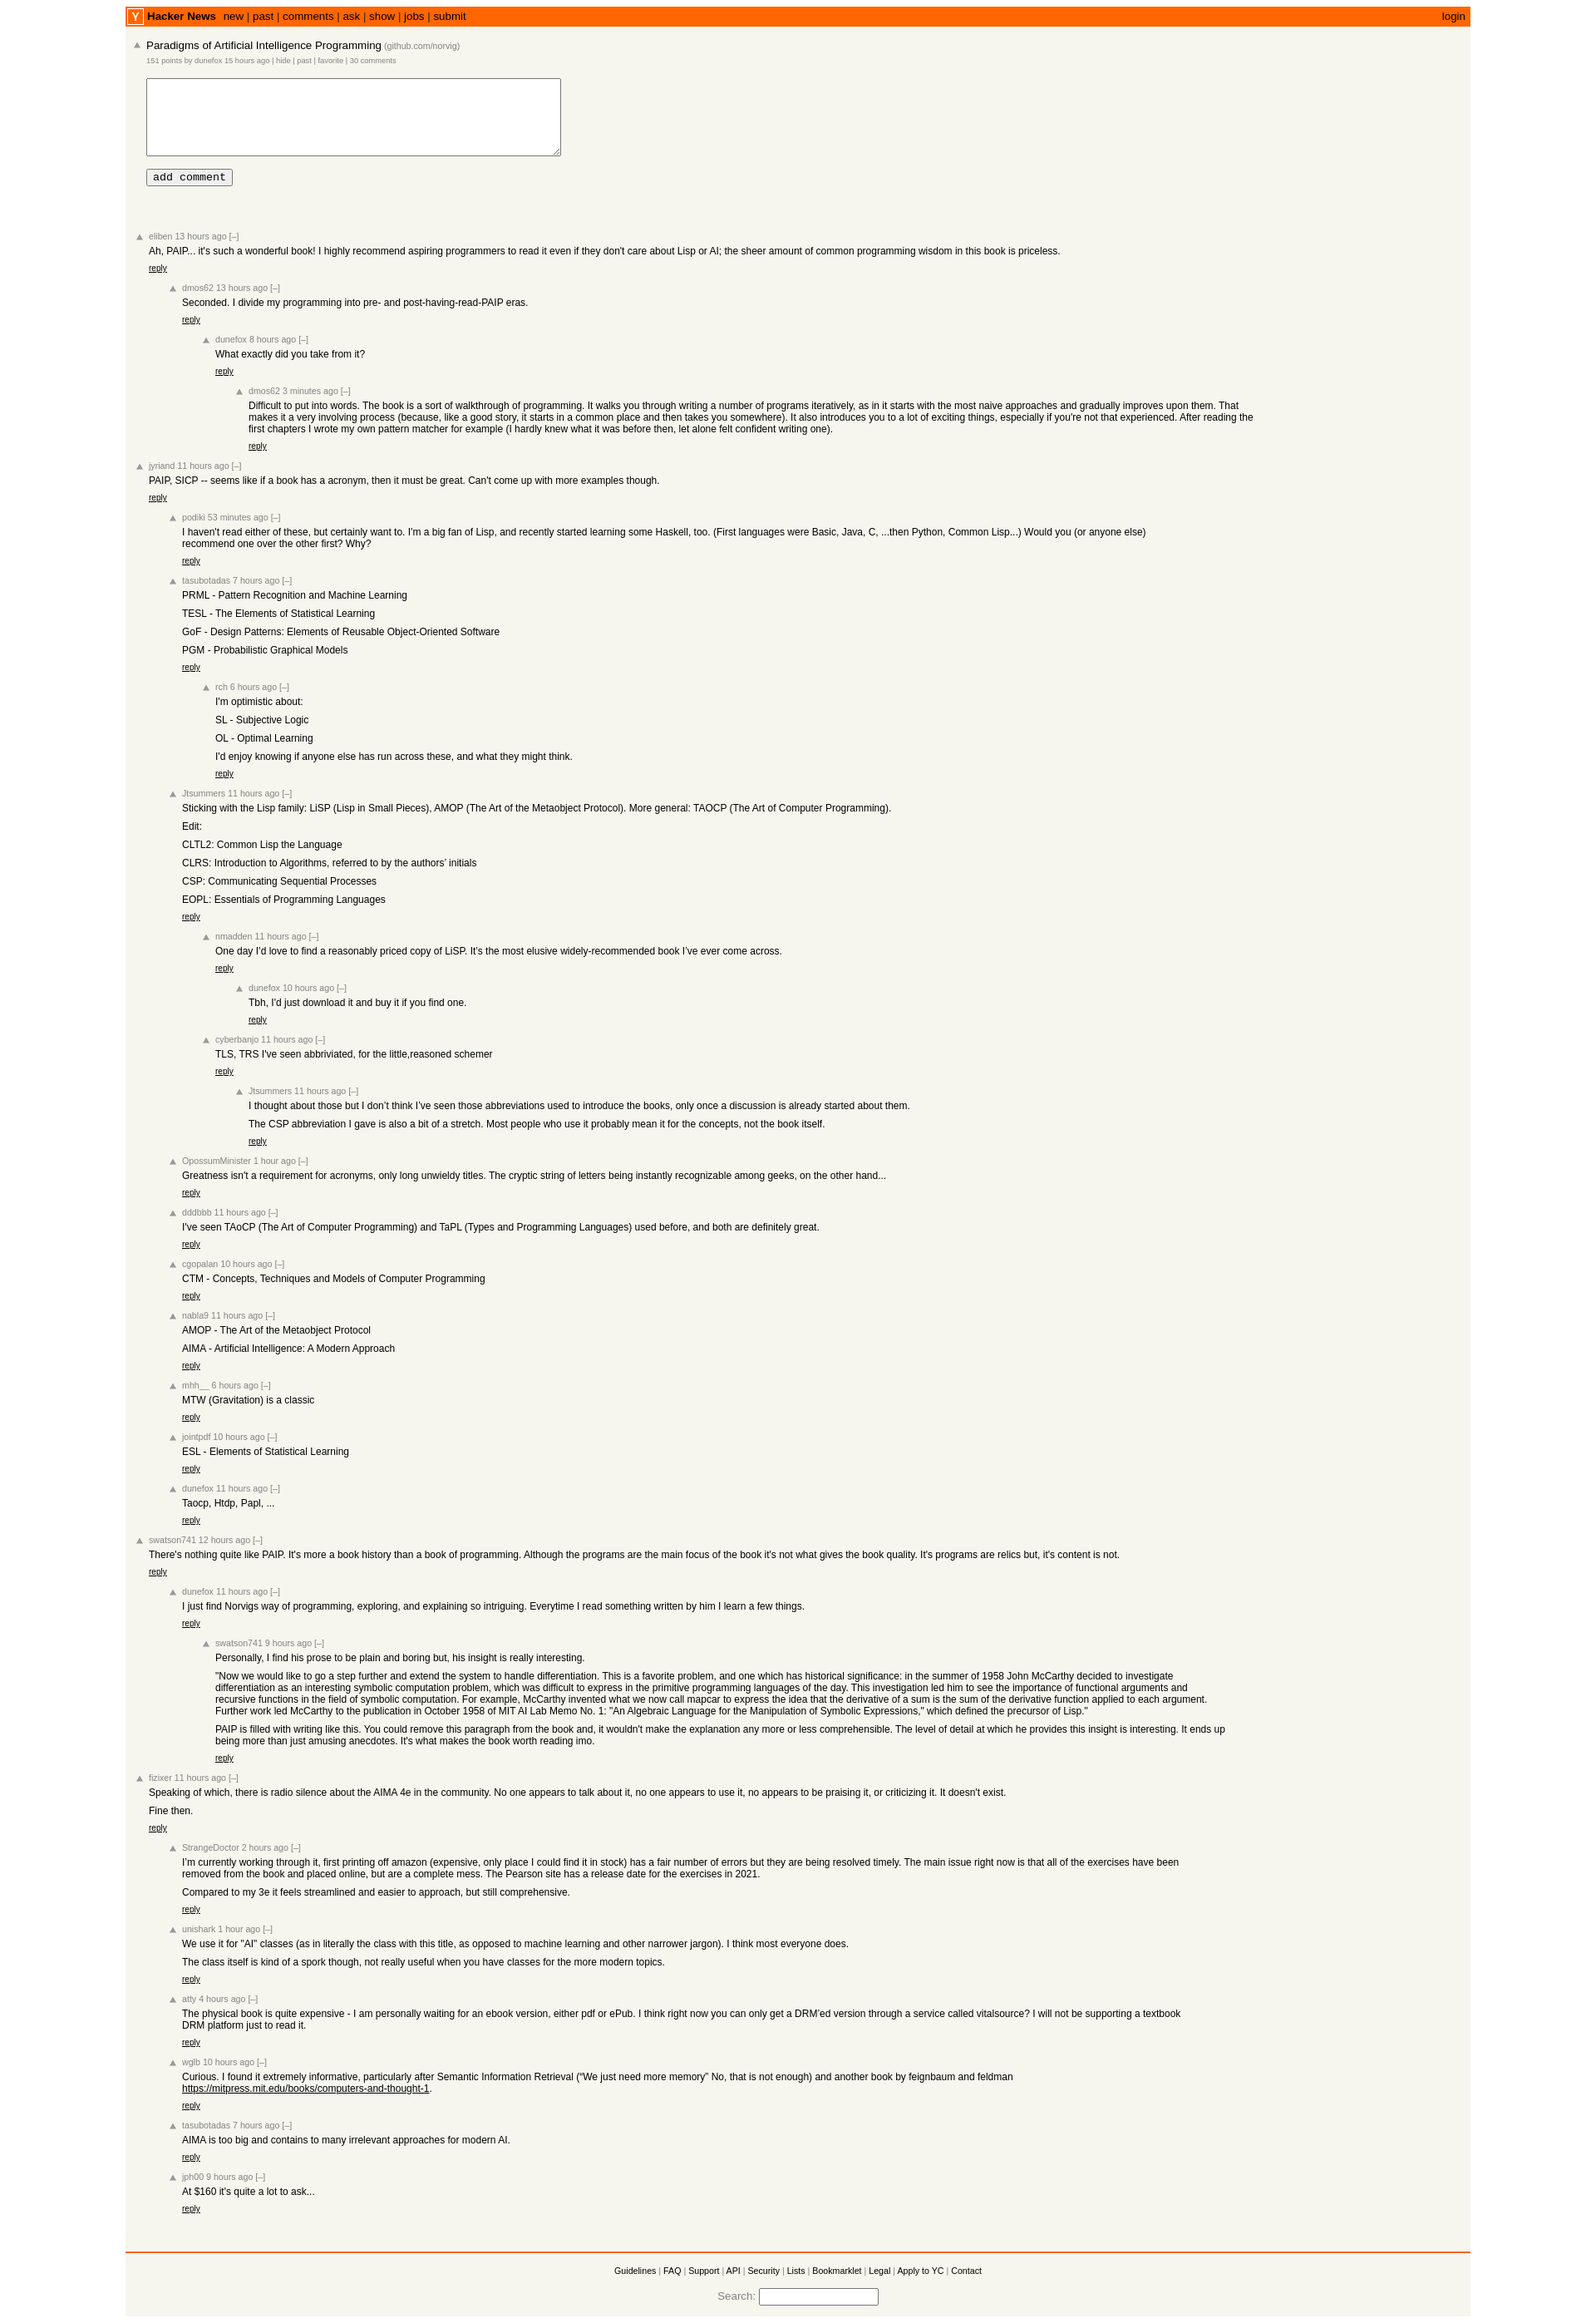 Y Hacker News new | past | comments | ask | show | jobs | submit login
Paradigms of Artificial Intelligence Programming (github.com/norvig)
151 points by dunefox 15 hours ago | hide | past | favorite | 30 comments
add comment
eliben 13 hours ago [–]
Ah, PAIP... it's such a wonderful book! I highly recommend aspiring programmers to read it even if they don't care about Lisp or AI; the sheer amount of common programming wisdom in this book is priceless.
reply
dmos62 13 hours ago [–]
Seconded. I divide my programming into pre- and post-having-read-PAIP eras.
reply
dunefox 8 hours ago [–]
What exactly did you take from it?
reply
dmos62 3 minutes ago [–]
Difficult to put into words. The book is a sort of walkthrough of programming. It walks you through writing a number of programs iteratively, as in it starts with the most naive approaches and gradually improves upon them. That
makes it a very involving process (because, like a good story, it starts in a common place and then takes you somewhere). It also introduces you to a lot of exciting things, especially if you're not that experienced. After reading the
first chapters I wrote my own pattern matcher for example (I hardly knew what it was before then, let alone felt confident writing one).
reply
jyriand 11 hours ago [–]
PAIP, SICP -- seems like if a book has a acronym, then it must be great. Can't come up with more examples though.
reply
podiki 53 minutes ago [–]
I haven't read either of these, but certainly want to. I'm a big fan of Lisp, and recently started learning some Haskell, too. (First languages were Basic, Java, C, ...then Python, Common Lisp...) Would you (or anyone else)
recommend one over the other first? Why?
reply
tasubotadas 7 hours ago [–]
PRML - Pattern Recognition and Machine Learning
TESL - The Elements of Statistical Learning
GoF - Design Patterns: Elements of Reusable Object-Oriented Software
PGM - Probabilistic Graphical Models
reply
rch 6 hours ago [–]
I'm optimistic about:
SL - Subjective Logic
OL - Optimal Learning
I'd enjoy knowing if anyone else has run across these, and what they might think.
reply
Jtsummers 11 hours ago [–]
Sticking with the Lisp family: LiSP (Lisp in Small Pieces), AMOP (The Art of the Metaobject Protocol). More general: TAOCP (The Art of Computer Programming).
Edit:
CLTL2: Common Lisp the Language
CLRS: Introduction to Algorithms, referred to by the authors’ initials
CSP: Communicating Sequential Processes
EOPL: Essentials of Programming Languages
reply
nmadden 11 hours ago [–]
One day I’d love to find a reasonably priced copy of LiSP. It’s the most elusive widely-recommended book I’ve ever come across.
reply
dunefox 10 hours ago [–]
Tbh, I'd just download it and buy it if you find one.
reply
cyberbanjo 11 hours ago [–]
TLS, TRS I've seen abbriviated, for the little,reasoned schemer
reply
Jtsummers 11 hours ago [–]
I thought about those but I don’t think I’ve seen those abbreviations used to introduce the books, only once a discussion is already started about them.
The CSP abbreviation I gave is also a bit of a stretch. Most people who use it probably mean it for the concepts, not the book itself.
reply
OpossumMinister 1 hour ago [–]
Greatness isn't a requirement for acronyms, only long unwieldy titles. The cryptic string of letters being instantly recognizable among geeks, on the other hand...
reply
dddbbb 11 hours ago [–]
I've seen TAoCP (The Art of Computer Programming) and TaPL (Types and Programming Languages) used before, and both are definitely great.
reply
cgopalan 10 hours ago [–]
CTM - Concepts, Techniques and Models of Computer Programming
reply
nabla9 11 hours ago [–]
AMOP - The Art of the Metaobject Protocol
AIMA - Artificial Intelligence: A Modern Approach
reply
mhh__ 6 hours ago [–]
MTW (Gravitation) is a classic
reply
jointpdf 10 hours ago [–]
ESL - Elements of Statistical Learning
reply
dunefox 11 hours ago [–]
Taocp, Htdp, Papl, ...
reply
swatson741 12 hours ago [–]
There's nothing quite like PAIP. It's more a book history than a book of programming. Although the programs are the main focus of the book it's not what gives the book quality. It's programs are relics but, it's content is not.
reply
dunefox 11 hours ago [–]
I just find Norvigs way of programming, exploring, and explaining so intriguing. Everytime I read something written by him I learn a few things.
reply
swatson741 9 hours ago [–]
Personally, I find his prose to be plain and boring but, his insight is really interesting.
"Now we would like to go a step further and extend the system to handle differentiation. This is a favorite problem, and one which has historical significance: in the summer of 1958 John McCarthy decided to investigate
differentiation as an interesting symbolic computation problem, which was difficult to express in the primitive programming languages of the day. This investigation led him to see the importance of functional arguments and
recursive functions in the field of symbolic computation. For example, McCarthy invented what we now call mapcar to express the idea that the derivative of a sum is the sum of the derivative function applied to each argument.
Further work led McCarthy to the publication in October 1958 of MIT AI Lab Memo No. 1: "An Algebraic Language for the Manipulation of Symbolic Expressions," which defined the precursor of Lisp."
PAIP is filled with writing like this. You could remove this paragraph from the book and, it wouldn't make the explanation any more or less comprehensible. The level of detail at which he provides this insight is interesting. It ends up
being more than just amusing anecdotes. It's what makes the book worth reading imo.
reply
fizixer 11 hours ago [–]
Speaking of which, there is radio silence about the AIMA 4e in the community. No one appears to talk about it, no one appears to use it, no appears to be praising it, or criticizing it. It doesn't exist.
Fine then.
reply
StrangeDoctor 2 hours ago [–]
I’m currently working through it, first printing off amazon (expensive, only place I could find it in stock) has a fair number of errors but they are being resolved timely. The main issue right now is that all of the exercises have been
removed from the book and placed online, but are a complete mess. The Pearson site has a release date for the exercises in 2021.
Compared to my 3e it feels streamlined and easier to approach, but still comprehensive.
reply
unishark 1 hour ago [–]
We use it for "AI" classes (as in literally the class with this title, as opposed to machine learning and other narrower jargon). I think most everyone does.
The class itself is kind of a spork though, not really useful when you have classes for the more modern topics.
reply
atty 4 hours ago [–]
The physical book is quite expensive - I am personally waiting for an ebook version, either pdf or ePub. I think right now you can only get a DRM’ed version through a service called vitalsource? I will not be supporting a textbook
DRM platform just to read it.
reply
wglb 10 hours ago [–]
Curious. I found it extremely informative, particularly after Semantic Information Retrieval (“We just need more memory” No, that is not enough) and another book by feignbaum and feldman
https://mitpress.mit.edu/books/computers-and-thought-1.
reply
tasubotadas 7 hours ago [–]
AIMA is too big and contains to many irrelevant approaches for modern AI.
reply
jph00 9 hours ago [–]
At $160 it's quite a lot to ask...
reply
Guidelines | FAQ | Support | API | Security | Lists | Bookmarklet | Legal | Apply to YC | Contact
Search: